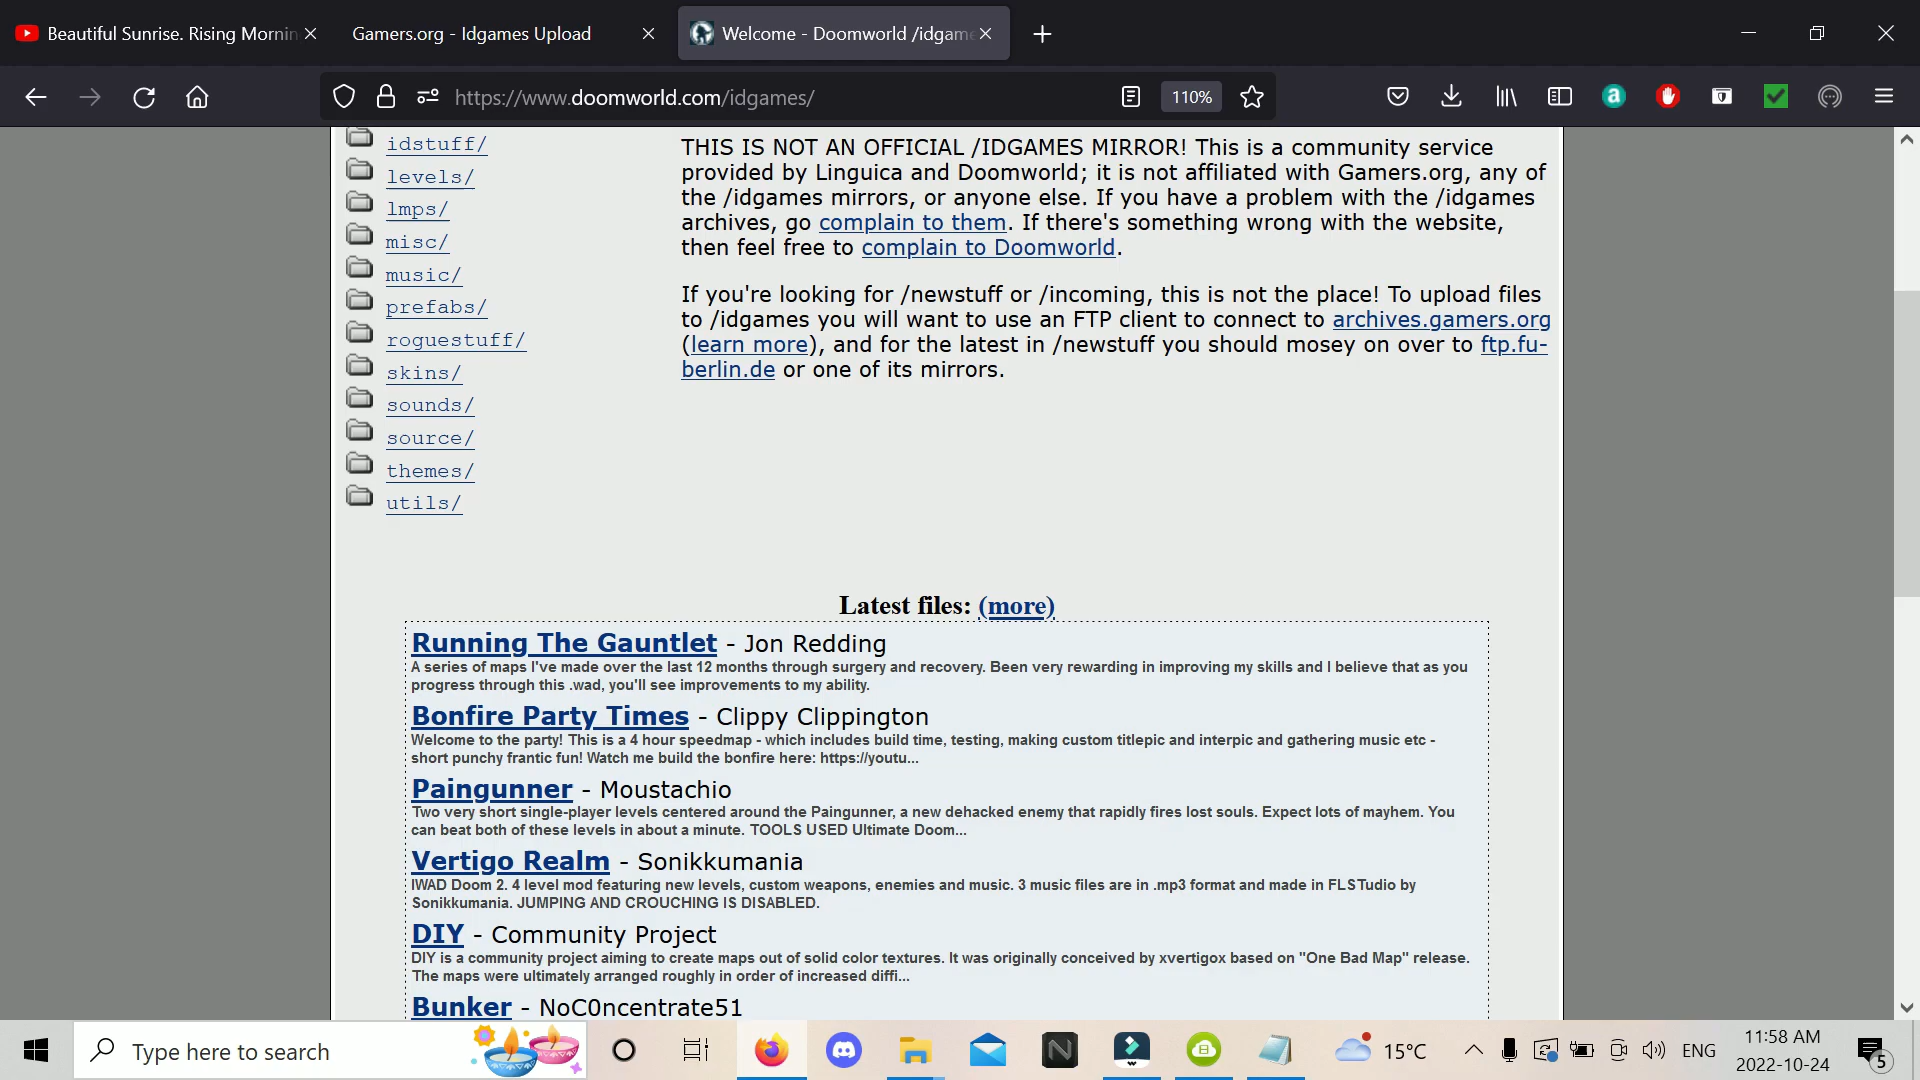 Beautiful Sunrise. Rising Mornin
Gamers.org - Idgames Upload
Welcome - Doomworld /idgame
https://www.doomworld.com/idgames/
110%
idstuff/
levels/
lmps/
misc/
music/
prefabs/
roguestuff/
skins/
sounds/
source/
themes/
utils/
THIS IS NOT AN OFFICIAL /IDGAMES MIRROR! This is a community service
provided by Linguica and Doomworld; it is not affiliated with Gamers.org, any of
the /idgames mirrors, or anyone else. If you have a problem with the /idgames
archives, go complain to them. If there's something wrong with the website,
then feel free to complain to Doomworld.
If you're looking for /newstuff or /incoming, this is not the place! To upload files
to /idgames you will want to use an FTP client to connect to archives.gamers.org
(learn more), and for the latest in /newstuff you should mosey on over to ftp.fu-
berlin.de or one of its mirrors.
Latest files: (more)
Running The Gauntlet - Jon Redding
A series of maps I've made over the last 12 months through surgery and recovery. Been very rewarding in improving my skills and I believe that as you
progress through this .wad, you'll see improvements to my ability.
Bonfire Party Times - Clippy Clippington
Welcome to the party! This is a 4 hour speedmap - which includes build time, testing, making custom titlepic and interpic and gathering music etc -
short punchy frantic fun! Watch me build the bonfire here: https://youtu...
Paingunner - Moustachio
Two very short single-player levels centered around the Paingunner, a new dehacked enemy that rapidly fires lost souls. Expect lots of mayhem. You
can beat both of these levels in about a minute. TOOLS USED Ultimate Doom...
Vertigo Realm - Sonikkumania
IWAD Doom 2. 4 level mod featuring new levels, custom weapons, enemies and music. 3 music files are in .mp3 format and made in FLSTudio by
Sonikkumania. JUMPING AND CROUCHING IS DISABLED.
DIY - Community Project
DIY is a community project aiming to create maps out of solid color textures. It was originally conceived by xvertigox based on "One Bad Map" release.
The maps were ultimately arranged roughly in order of increased diffi...
Bunker - NoC0ncentrate51
Type here to search
15°C
ENG
11:58 AM
2022-10-24
5